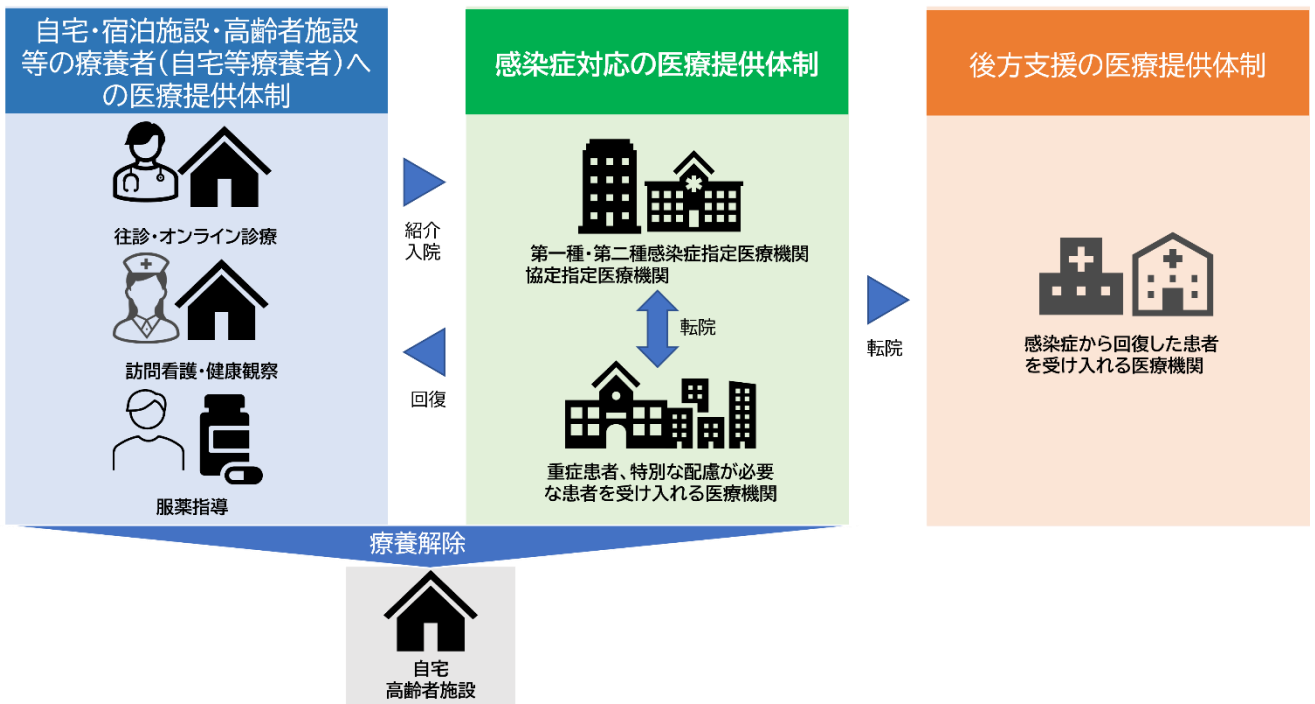 自宅・宿泊施設・高齢者施設
等の療養者（自宅等療養者）へ
の医療提供体制
往診・オンライン診療
訪問看護・健康観察
服薬指導
紹介
入院
回復
感染症対応の医療提供体制
第一種・第二種感染症指定医療機関
協定指定医療機関
転院
重症患者、特別な配慮が必要
な患者を受け入れる医療機関
転院
後方支援の医療提供体制
感染症から回復した患者
を受け入れる医療機関
療養解除
自宅
高齢者施設